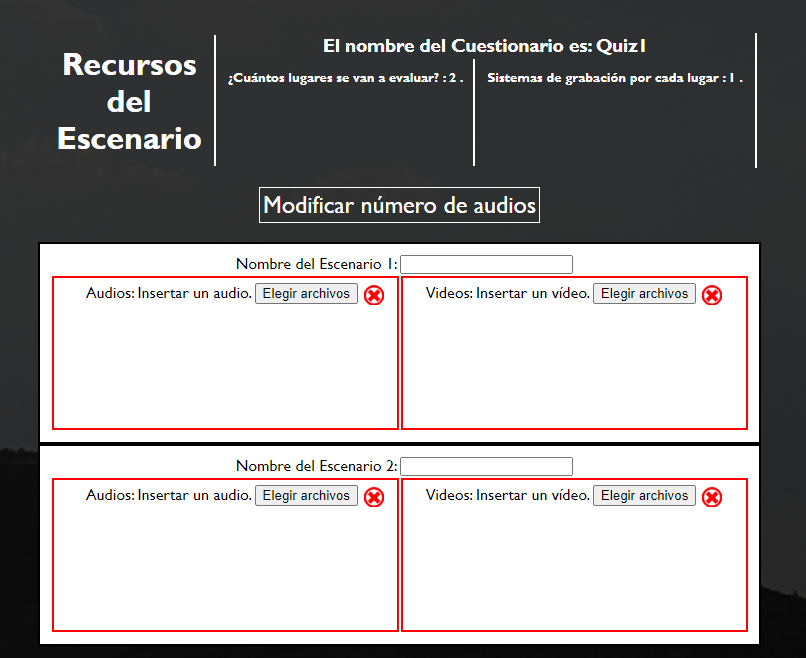 Recursos
del
Escenario
El nombre del Cuestionario es: Quiz1
¿Cuántos lugares se van a evaluar? : 2 .
Sistemas de grabación por cada lugar : 1 .
Modificar número de audios
Nombre del Escenario 1:
Audios: Insertar un audio. Elegir archivos
Videos: Insertar un vídeo. Elegir archivos
Nombre del Escenario 2:
Audios: Insertar un audio. Elegir archivos
Videos: Insertar un vídeo. Elegir archivos